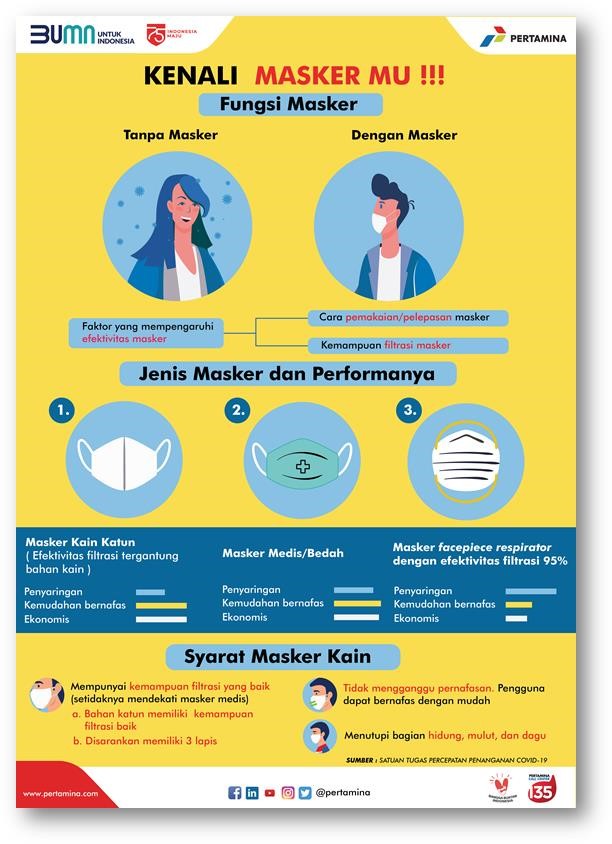 BUMN UNTUK INDONESIA
75 INDONESIA MAJU
PERTAMINA
KENALI MASKER MU !!!
Fungsi Masker
Tanpa Masker
Dengan Masker
Faktor yang mempengaruhi
efektivitas masker
Cara pemakaian/pelepasan masker
Kemampuan filtrasi masker
Jenis Masker dan Performanya
1.
2.
3.
Masker Kain Katun
( Efektivitas filtrasi tergantung
bahan kain )
Penyaringan
Kemudahan bernafas
Ekonomis
Masker Medis/Bedah
Penyaringan
Kemudahan bernafas
Ekonomis
Masker facepiece respirator
dengan efektivitas filtrasi 95%
Penyaringan
Kemudahan bernafas
Ekonomis
Syarat Masker Kain
Mempunyai kemampuan filtrasi yang baik
(setidaknya mendekati masker medis)
a. Bahan katun memiliki kemampuan
filtrasi baik
b. Disarankan memiliki 3 lapis
Tidak mengganggu pernafasan. Pengguna
dapat bernafas dengan mudah
Menutupi bagian hidung, mulut, dan dagu
SUMBER : SATUAN TUGAS PERCEPATAN PENANGANAN COVID-19
www.pertamina.com
@pertamina
PERTAMINA
CALL CENTER
135